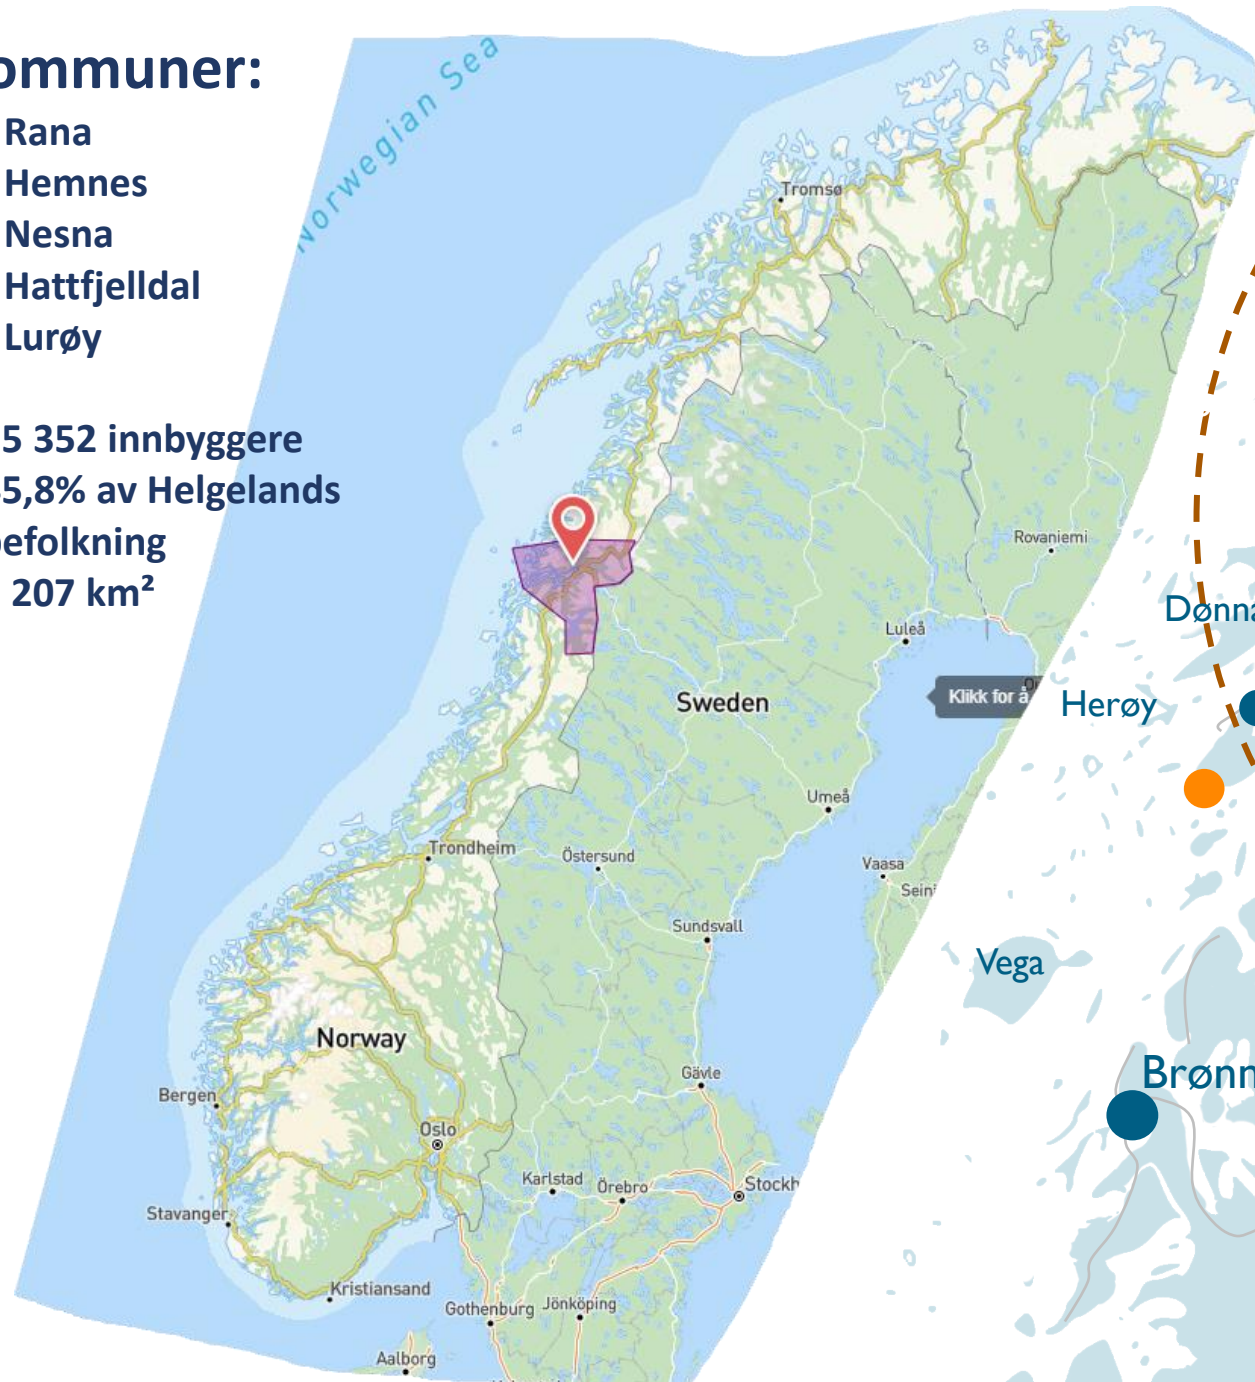 ommuner:
Rana
Hemnes
Nesna
Hattfjelldal
Lurøy
5 352 innbyggere
5,8% av Helgelands
befolkning
207 km²
Norwegian Sea
Tromsø
Rovaniemi
Luleå
Sweden
Klikk for å
Umeå
Trondheim
Östersund
Vaasa
Seinj
Sundsvall
Norway
Gävle
Bergen
Oslo
Karlstad
Örebro
Stockh
Stavanger
Kristiansand
Gothenburg
Jönköping
Aalborg
Dønna
Herøy
Vega
Brønn